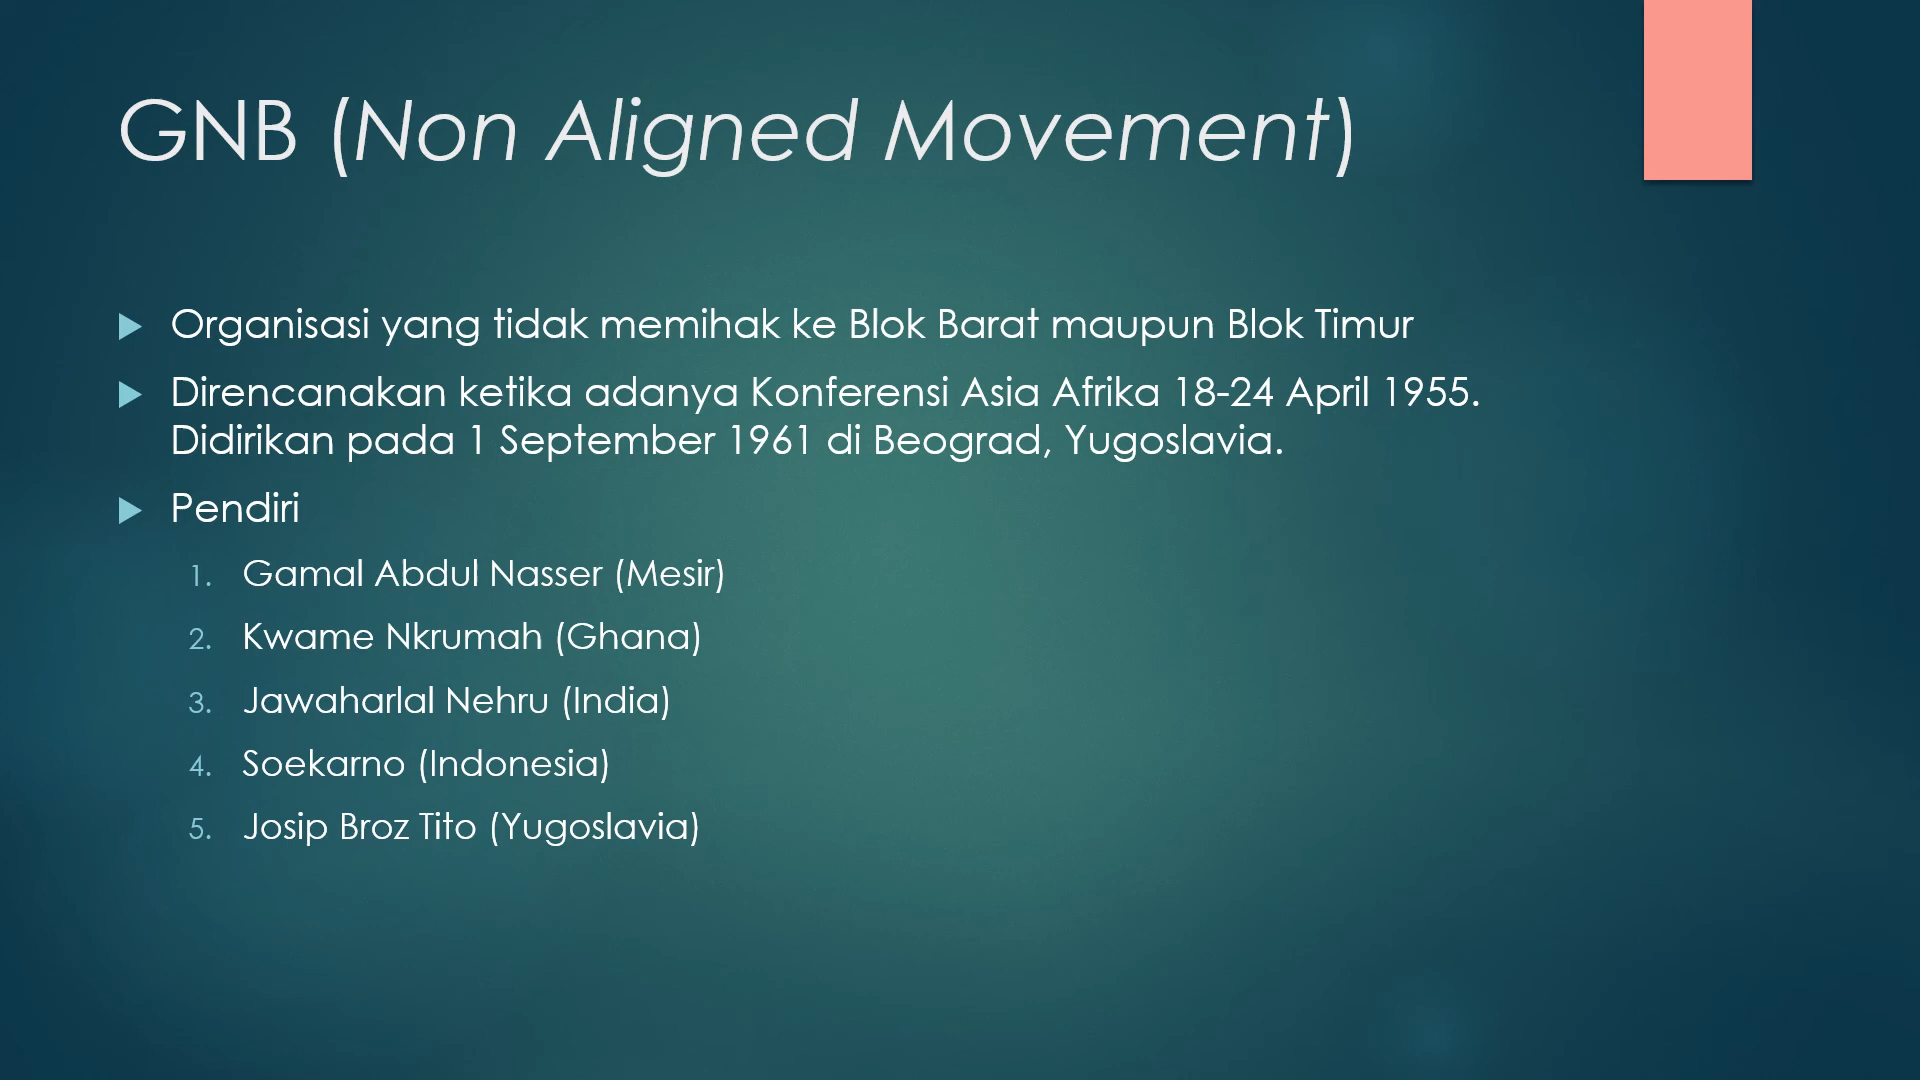 GNB (Non Aligned Movement)
Organisasi yang tidak memihak ke Blok Barat maupun Blok Timur
Direncanakan ketika adanya Konferensi Asia Afrika 18-24 April 1955.
Didirikan pada 1 September 1961 di Beograd, Yugoslavia.
Pendiri
1. Gamal Abdul Nasser (Mesir)
2. Kwame Nkrumah (Ghana)
3. Jawaharlal Nehru (India)
4. Soekarno (Indonesia)
5. Josip Broz Tito (Yugoslavia)